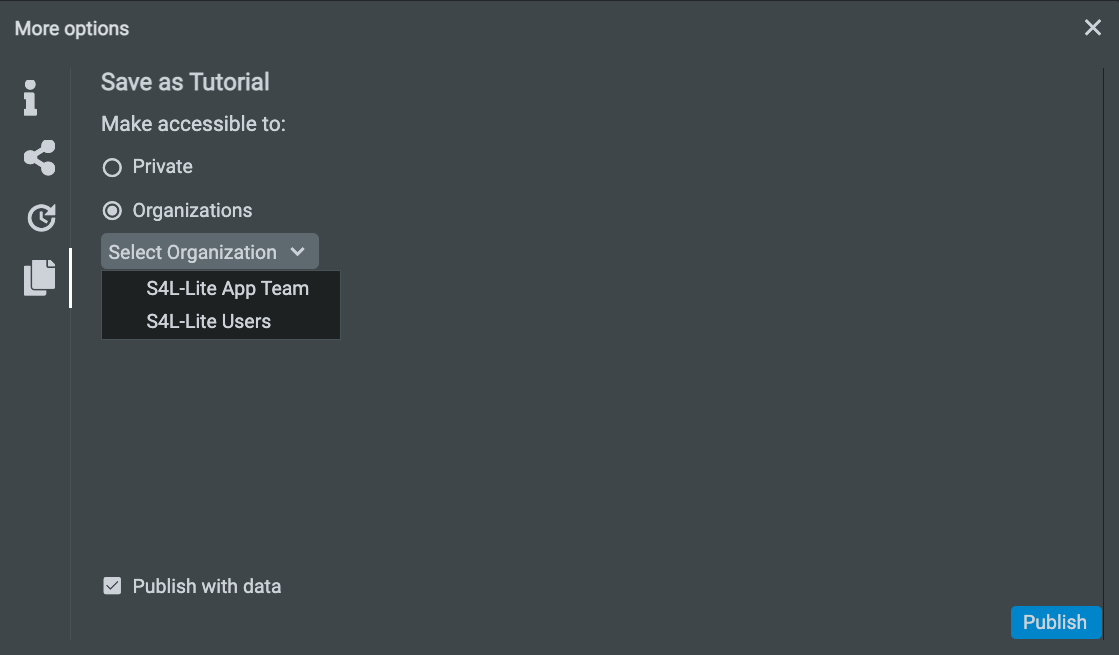 More options
Save as Tutorial
Make accessible to:
Private
Organizations
Select Organization
S4L-Lite App Team
S4L-Lite Users
Publish with data
Publish